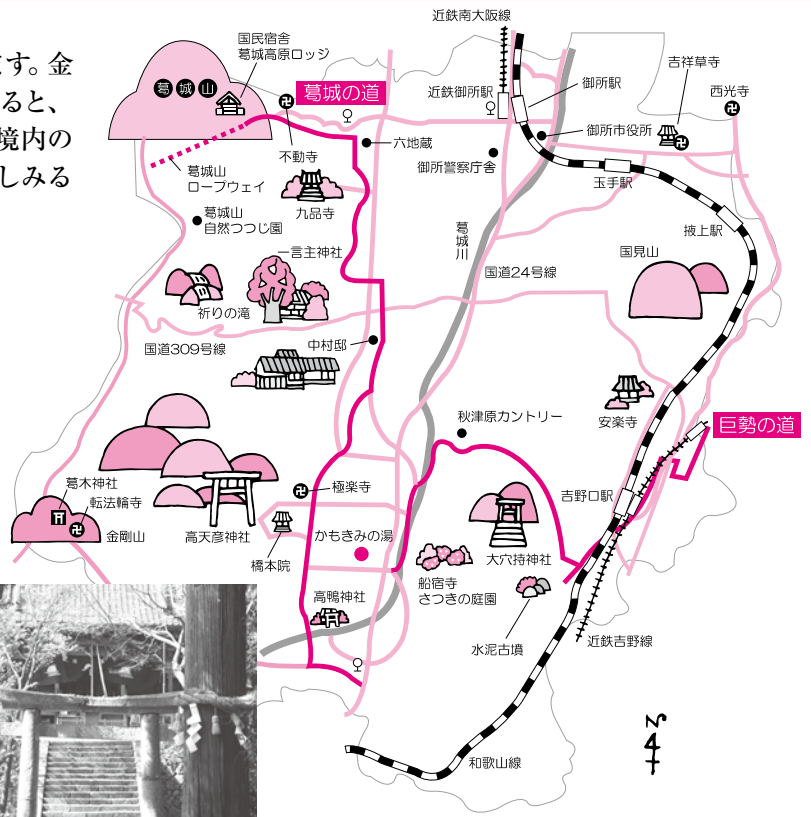 す。金
ると、
境内の
しみる
近鉄南大阪線
国民宿舎
葛城高原ロッジ
葛城山
葛城の道
近鉄御所駅
御所駅
吉祥草寺
西光寺
不動寺
六地蔵
御所市役所
御所警察庁舎
葛城山
ロープウェイ
九品寺
玉手駅
葛城山
自然つつじ園
掖上駅
葛城川
一言主神社
国見山
国道24号線
祈りの滝
国道309号線
中村邸
安楽寺
秋津原カントリー
巨勢の道
葛木神社
転法輪寺
金剛山
極楽寺
吉野口駅
高天彦神社
橋本院
かもきみの湯
大穴持神社
船宿寺
さつきの庭園
高鴨神社
水泥古墳
近鉄吉野線
和歌山線